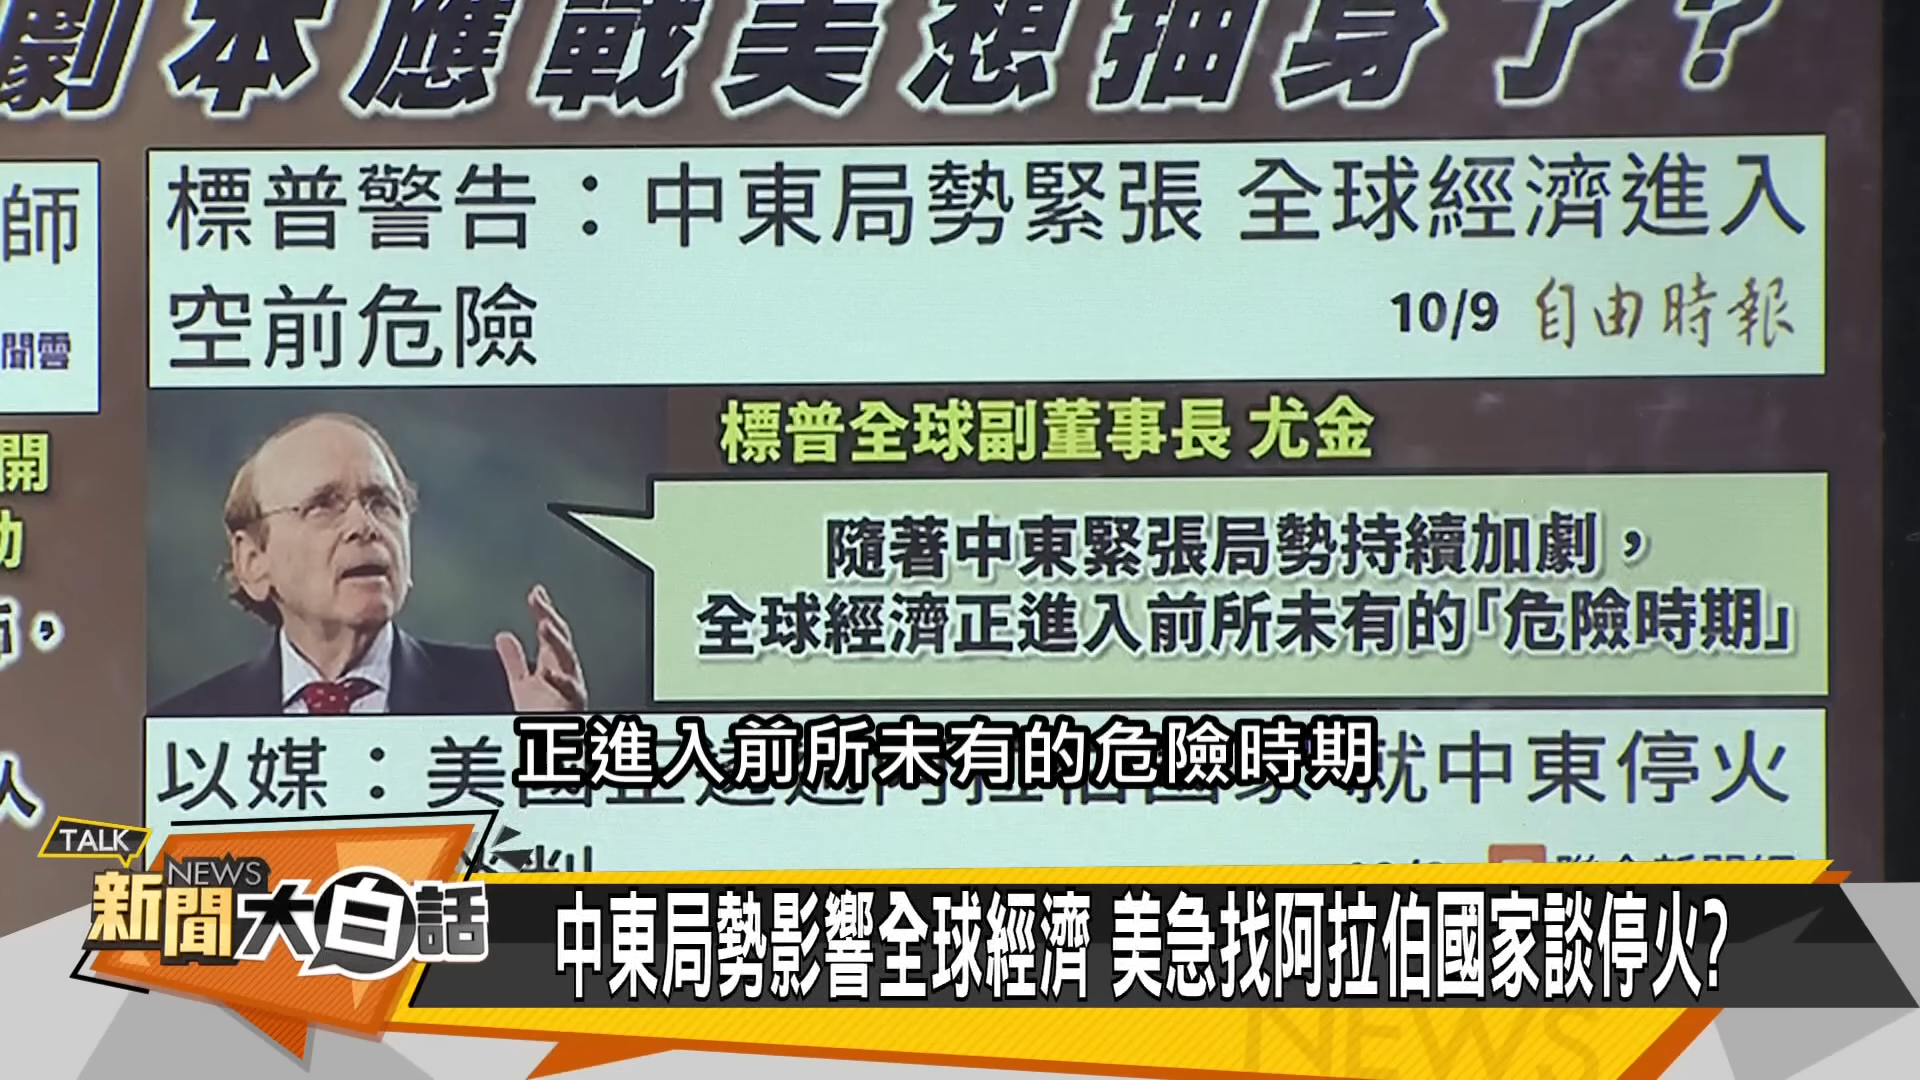 劇本應戰美想抽身了?
師
聞雲
開
標普警告：中東局勢緊張 全球經濟進入
空前危險
10/9 自由時報
標普全球副董事長 尤金
隨著中東緊張局勢持續加劇，
全球經濟正進入前所未有的「危險時期」
人
正進入前所未有的危險時期
以媒：美 就中東停火
TALK
NEWS
新聞大白話
中東局勢影響全球經濟 美急找阿拉伯國家談停火?
NEWS